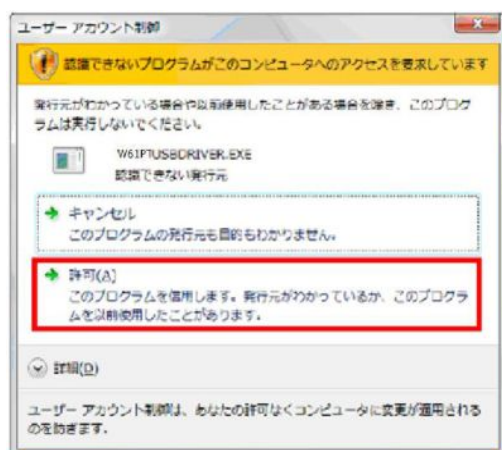 ユーザー アカウント制御
認識できないプログラムがこのコンピュータへのアクセスを要求しています
発行元がわかっている場合や以前使用したことがある場合を除き、このプログ
ラムは実行しないでください。
W61PTUSBDRIVER.EXE
認識できない発行元
キャンセル
このプログラムの発行元も目的もわかりません。
許可(A)
このプログラムを信用します。発行元がわかっているか、このプログラ
ムを以前使用したことがあります。
詳細(D)
ユーザー アカウント制御は、あなたの許可なくコンピュータに変更が適用される
のを防ぎます。